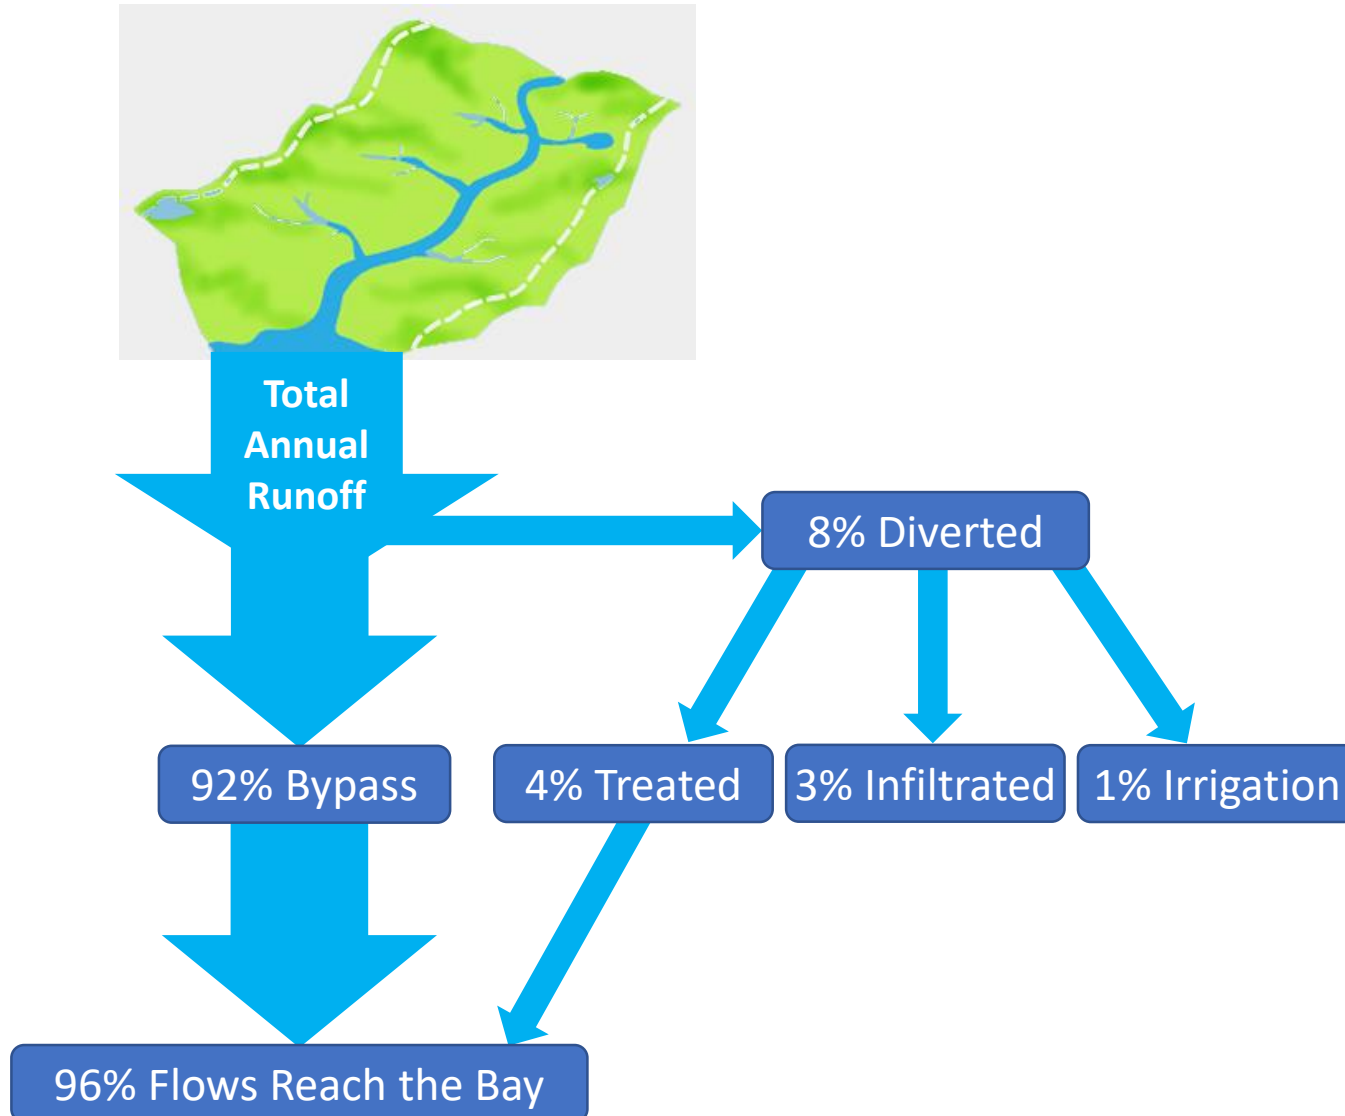 Total
Annual
Runoff
8% Diverted
92% Bypass
4% Treated
3% Infiltrated
1% Irrigation
96% Flows Reach the Bay